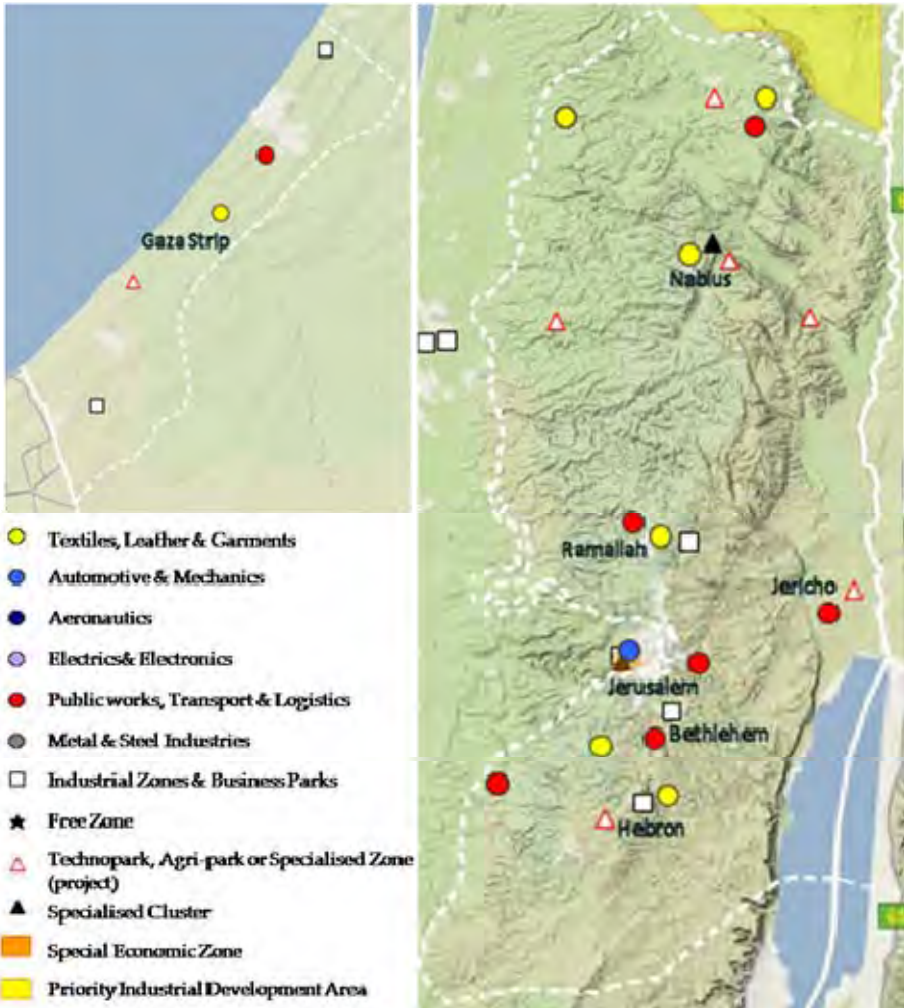 Gaza Strip
Nablus
Ramallah
Jericho
Jerusalem
Bethlehem
Hebron
Textiles, Leather & Garments
Automotive & Mechanics
Aeronautics
Electrics& Electronics
Public works, Transport & Logistics
Metal & Steel Industries
Industrial Zones & Business Parks
Free Zone
Technopark, Agri-park or Specialised Zone
(project)
Specialised Cluster
Special Economic Zone
Priority Industrial Development Area